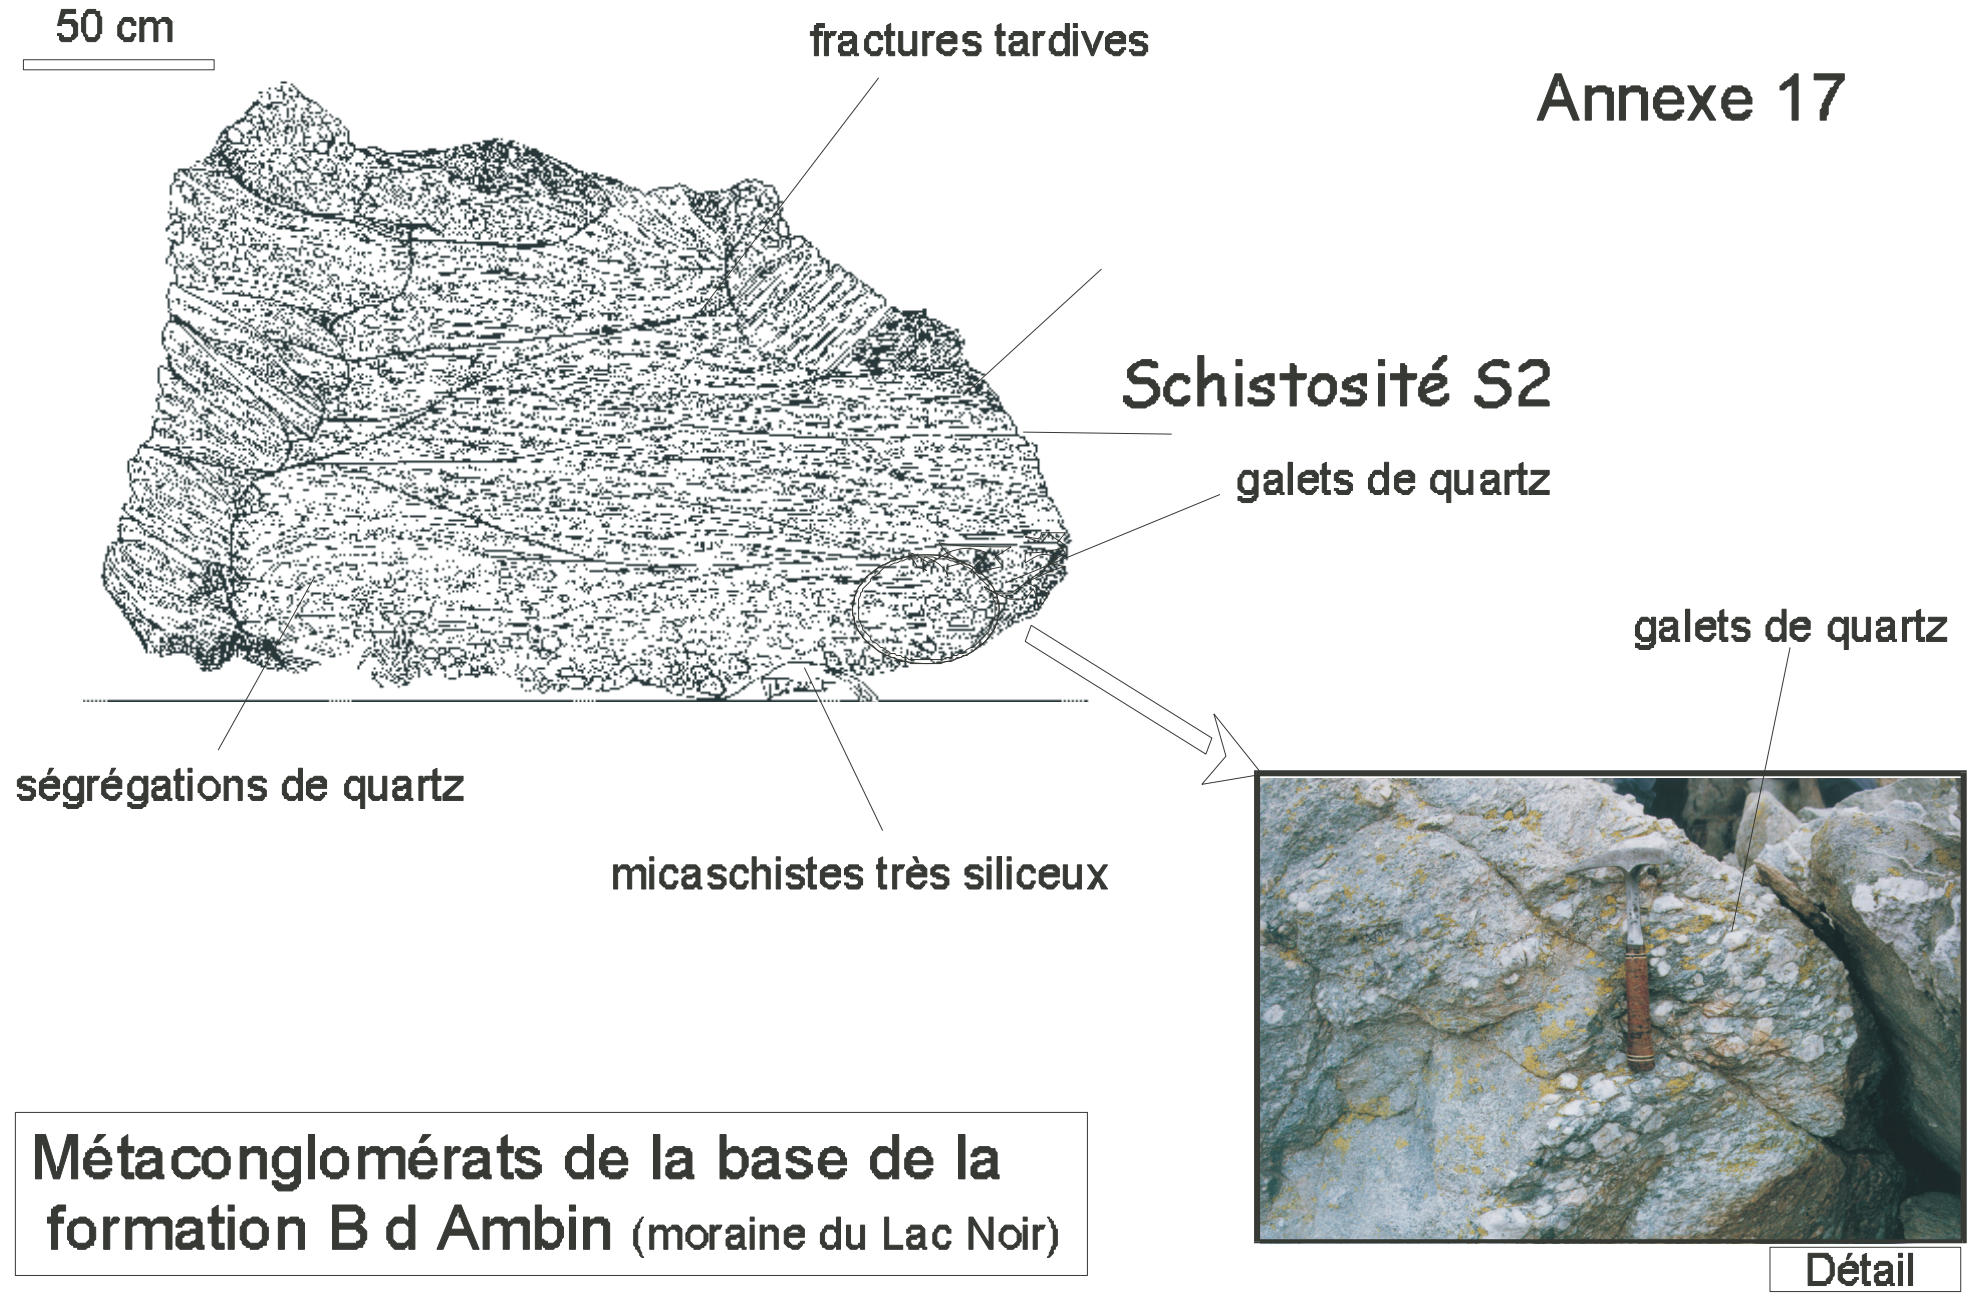 50 cm
fractures tardives
Annexe 17
Schistosité S2
galets de quartz
galets de quartz
ségrégations de quartz
micaschistes très siliceux
Métaconglomérats de la base de la
formation B d Ambin (moraine du Lac Noir)
Détail